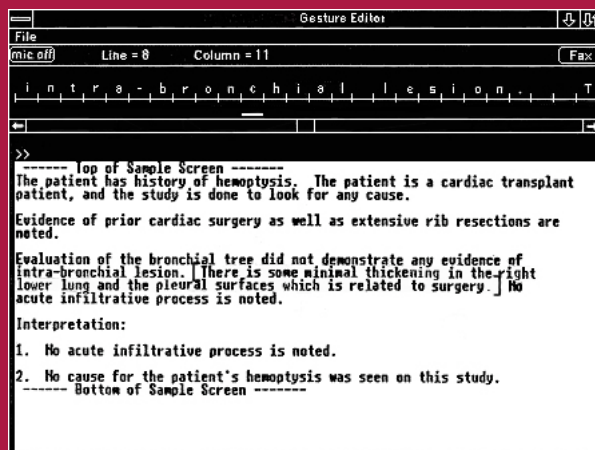 Gesture Editor
File
mic off Line = 8 Column = 11 Fax
intra-bronchial lesion. T
>>
------ Top of Sample Screen -------
The patient has history of hemoptysis. The patient is a cardiac transplant
patient, and the study is done to look for any cause.
Evidence of prior cardiac surgery as well as extensive rib resections are
noted.
Evaluation of the bronchial tree did not demonstrate any evidence of
intra-bronchial lesion. [There is some minimal thickening in the right
lower lung and the pleural surfaces which is related to surgery.] No
acute infiltrative process is noted.
Interpretation:
1. No acute infiltrative process is noted.
2. No cause for the patient's hemoptysis was seen on this study.
------ Bottom of Sample Screen -------